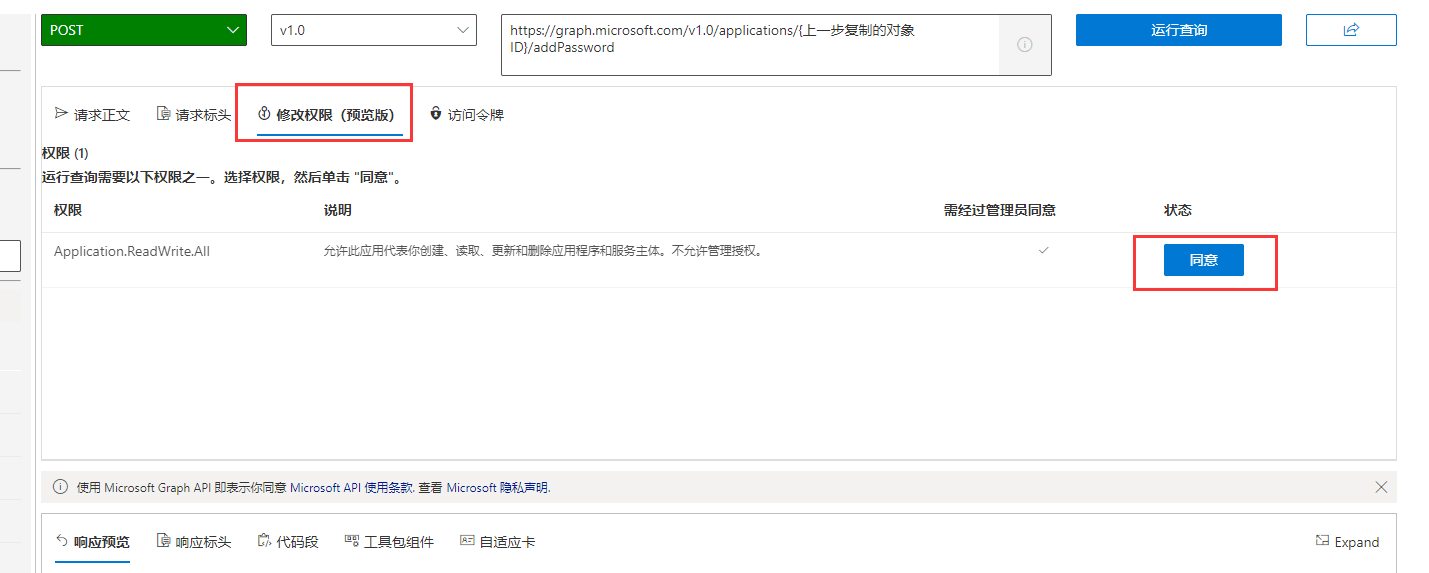 POST
v1.0
https://graph.microsoft.com/v1.0/applications/{上一步复制的对象
ID}/addPassword
运行查询
请求正文
请求标头
修改权限（预览版）
访问令牌
权限 (1)
运行查询需要以下权限之一。选择权限，然后单击 "同意"。
权限
说明
需经过管理员同意
状态
Application.ReadWrite.All
允许此应用代表你创建、读取、更新和删除应用程序和服务主体。不允许管理授权。
同意
使用 Microsoft Graph API 即表示你同意 Microsoft API 使用条款. 查看 Microsoft 隐私声明.
响应预览
响应标头
代码段
工具包组件
自适应卡
Expand